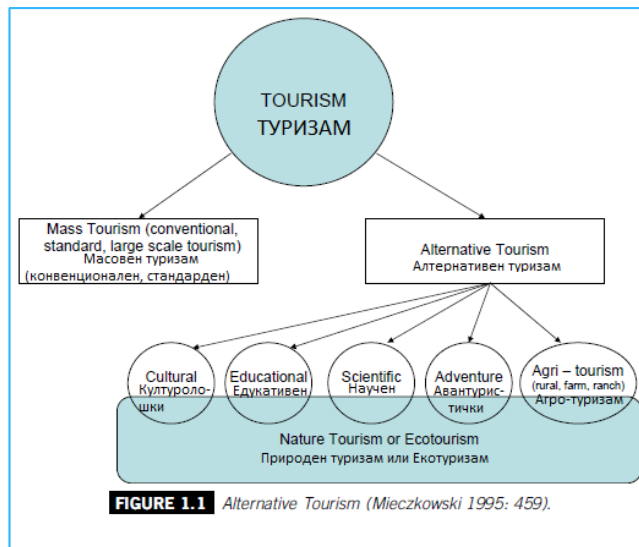 TOURISM
ТУРИЗАМ
Mass Tourism (conventional,
standard, large scale tourism)
Масовен туризам
(конвенционален, стандарден)
Alternative Tourism
Алтернативен туризам
Cultural
Културоло-
шки
Educational
Едукативен
Scientific
Научен
Adventure
Авантурис-
тички
Agri – tourism
(rural, farm, ranch)
Агро-туризам
Nature Tourism or Ecotourism
Природен туризам или Екотуризам
FIGURE 1.1 Alternative Tourism (Mieczkowski 1995: 459).